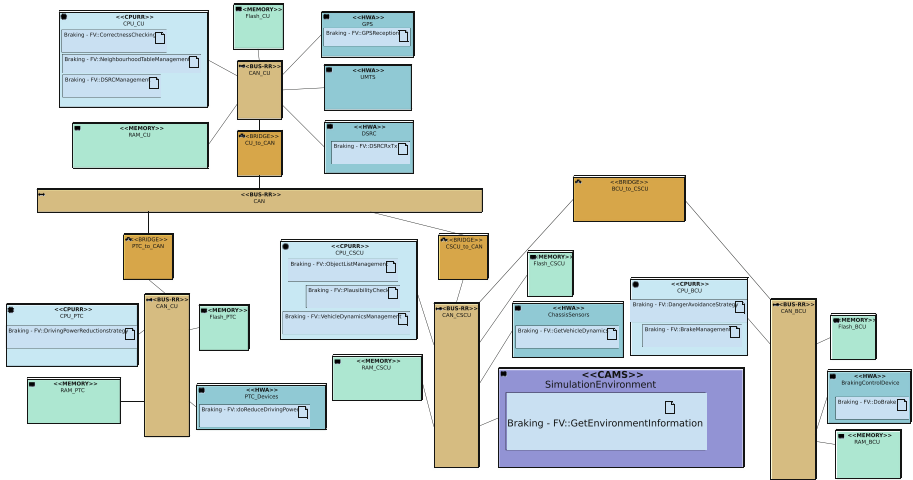 <<CPURR>>
CPU_CU
Braking - FV::CorrectnessChecking
Braking - FV::NeighbourhoodTableManagement
Braking - FV::DSRCManagement
<<MEMORY>>
Flash_CU
<<HWA>>
GPS
Braking - FV::GPSReception
<<BUS-RR>>
CAN_CU
<<HWA>>
UMTS
<<MEMORY>>
RAM_CU
<<BRIDGE>>
CU_to_CAN
<<HWA>>
DSRC
Braking - FV::DSRCRxTx
<<BUS-RR>>
CAN
<<BRIDGE>>
BCU_to_CSCU
<<BRIDGE>>
PTC_to_CAN
<<CPURR>>
CPU_CSCU
Braking - FV::ObjectListManagement
Braking - FV::PlausibilityCheck
Braking - FV::VehicleDynamicsManagement
<<BRIDGE>>
CSCU_to_CAN
<<MEMORY>>
Flash_CSCU
<<CPURR>>
CPU_BCU
Braking - FV::DangerAvoidanceStrategy
Braking - FV::BrakeManagement
<<CPURR>>
CPU_PTC
Braking - FV::DrivingPowerReductionstrategy
<<BUS-RR>>
CAN_CU
<<MEMORY>>
Flash_PTC
<<BUS-RR>>
CAN_CSCU
<<HWA>>
ChassisSensors
Braking - FV::GetVehicleDynamics
<<BUS-RR>>
CAN_BCU
<<MEMORY>>
Flash_BCU
<<MEMORY>>
RAM_PTC
<<HWA>>
PTC_Devices
Braking - FV::doReduceDrivingPower
<<MEMORY>>
RAM_CSCU
<<CAMS>>
SimulationEnvironment
Braking - FV::GetEnvironmentInformation
<<HWA>>
BrakingControlDevice
Braking - FV::DoBrake
<<MEMORY>>
RAM_BCU